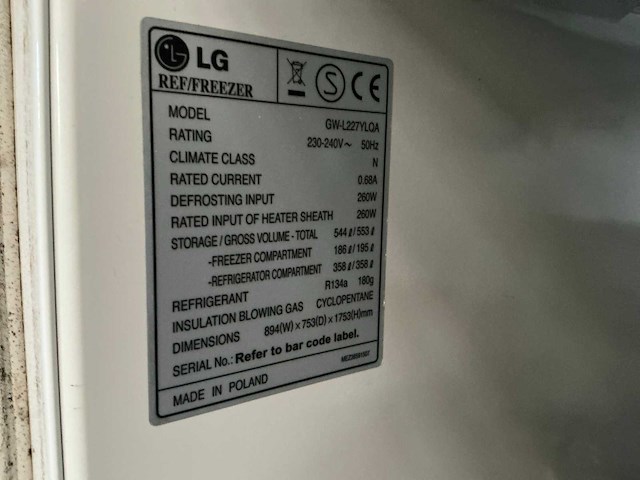 LG
REF/FREEZER
S CE
MODEL GW-L227YLQA
RATING 230-240V~ 50Hz
CLIMATE CLASS N
RATED CURRENT 0.68A
DEFROSTING INPUT 260W
RATED INPUT OF HEATER SHEATH 260W
STORAGE / GROSS VOLUME - TOTAL 544 ℓ / 553 ℓ
-FREEZER COMPARTMENT 186 ℓ / 195 ℓ
-REFRIGERATOR COMPARTMENT 358 ℓ / 358 ℓ
REFRIGERANT R134a 180g
INSULATION BLOWING GAS CYCLOPENTANE
DIMENSIONS 894(W)×753(D)×1753(H)mm
SERIAL No.: Refer to bar code label.
MADE IN POLAND